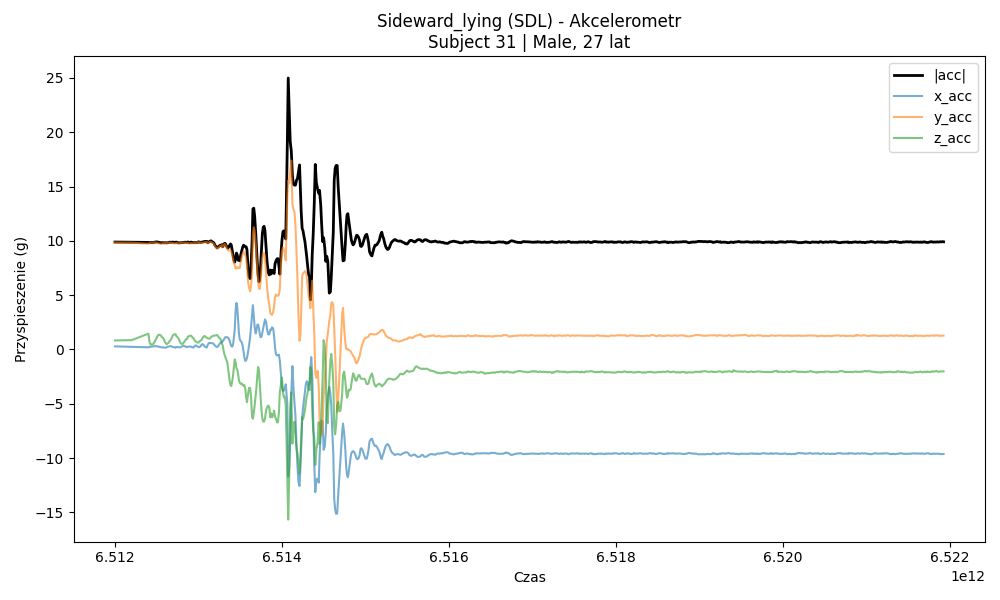 Sideward_lying (SDL) - Akcelerometr
Subject 31 | Male, 27 lat
|acc|
x_acc
y_acc
z_acc
Przyspieszenie (g)
25
20
15
10
5
0
−5
−10
−15
6.512
6.514
6.516
6.518
6.520
6.522
1e12
Czas